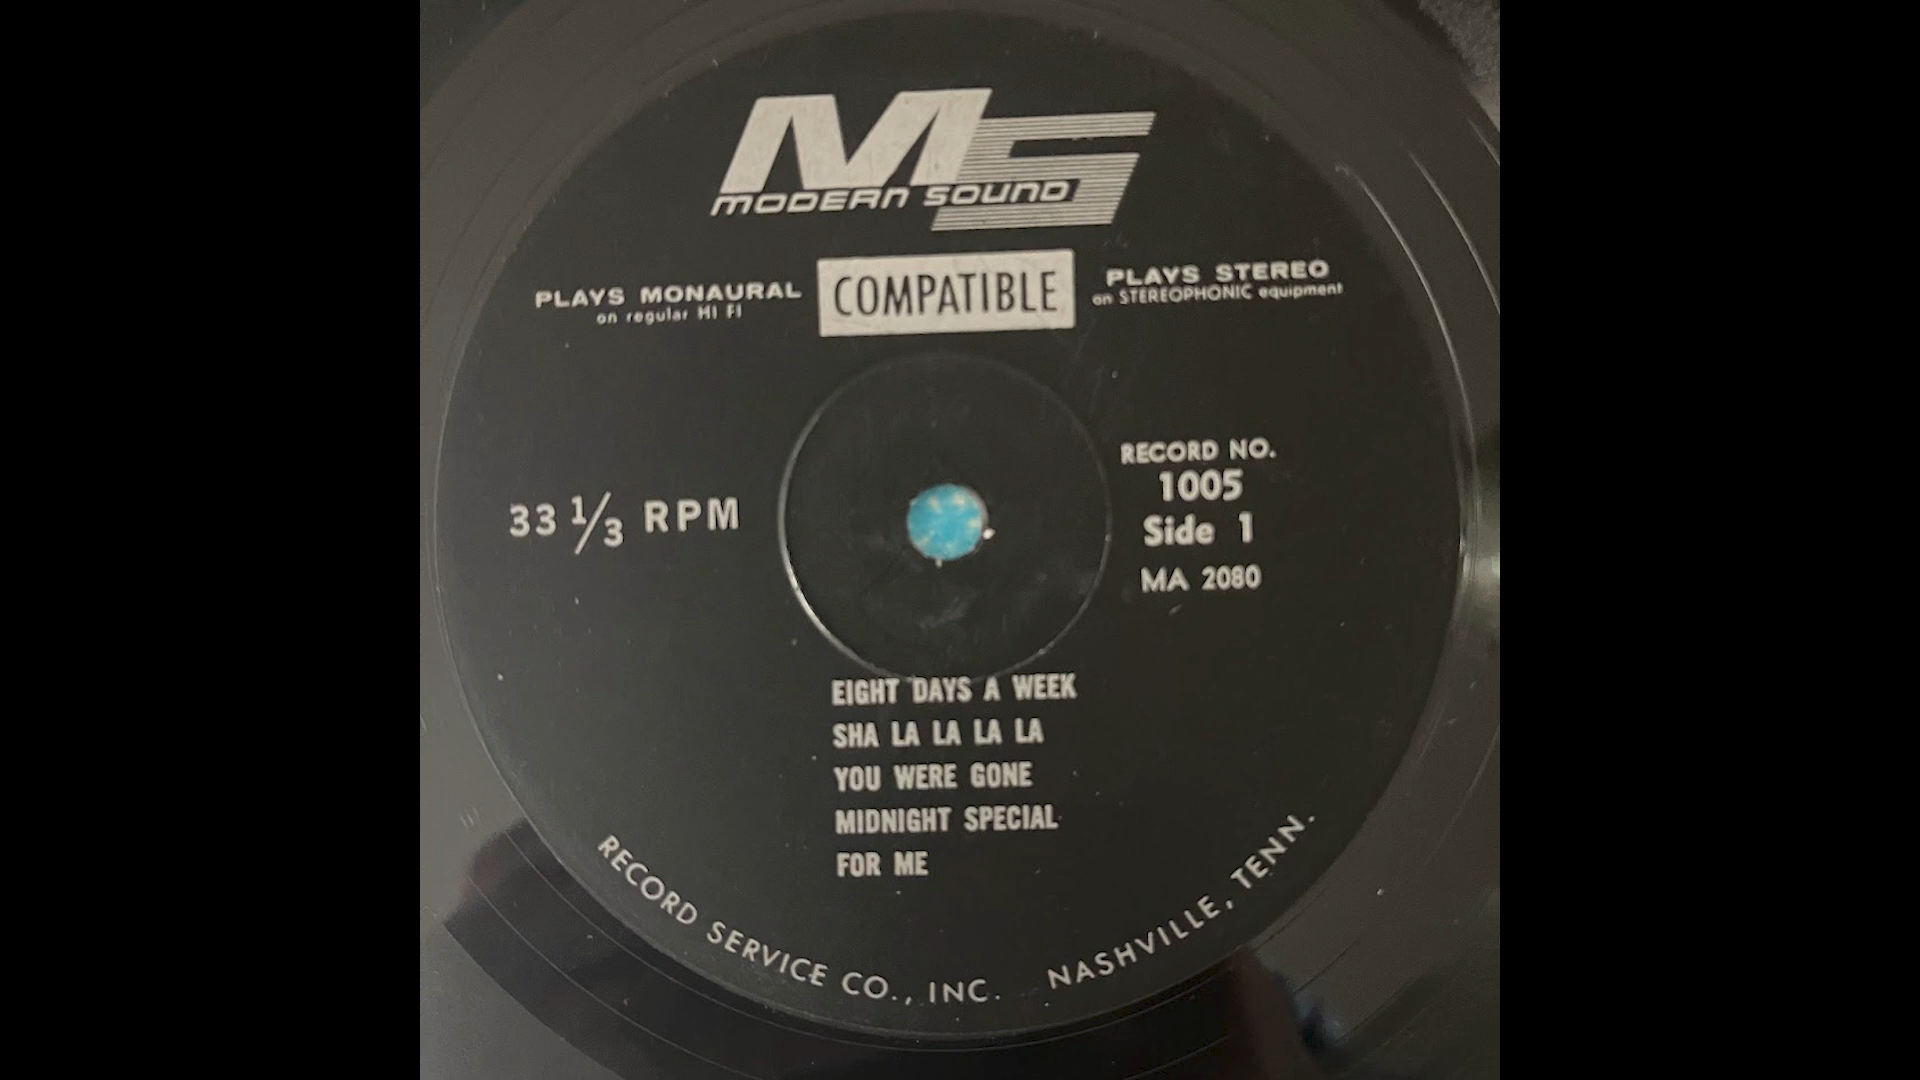 MS
MODERN SOUND
PLAYS MONAURAL
on regular HI FI
COMPATIBLE
PLAYS STEREO
on STEREOPHONIC equipment
33 1/3 RPM
RECORD NO.
1005
Side 1
MA 2080
EIGHT DAYS A WEEK
SHA LA LA LA LA
YOU WERE GONE
MIDNIGHT SPECIAL
FOR ME
RECORD SERVICE CO., INC. NASHVILLE, TENN.